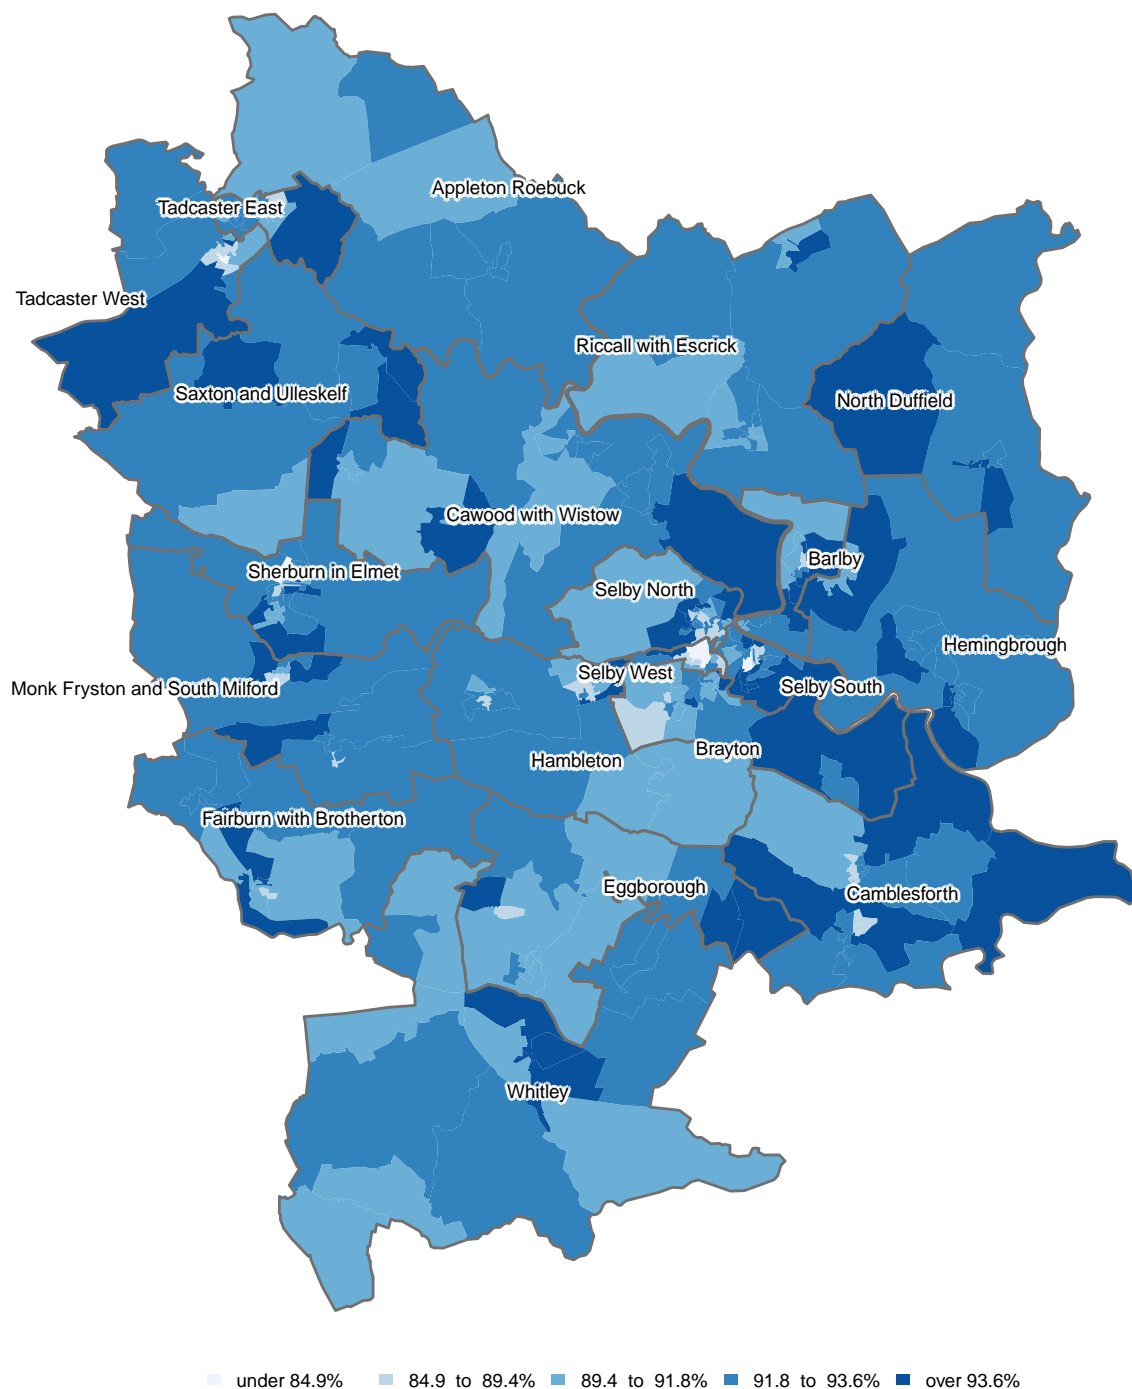 Appleton Roebuck
Tadcaster East
Tadcaster West
Riccall with Escrick
Saxton and Ulleskelf
North Duffield
Cawood with Wistow
Barlby
Sherburn in Elmet
Selby North
Hemingbrough
Selby West
Monk Fryston and South Milford
Selby South
Brayton
Hambleton
Fairburn with Brotherton
Eggborough
Camblesforth
Whitley
under 84.9% 84.9 to 89.4% 89.4 to 91.8% 91.8 to 93.6% over 93.6%